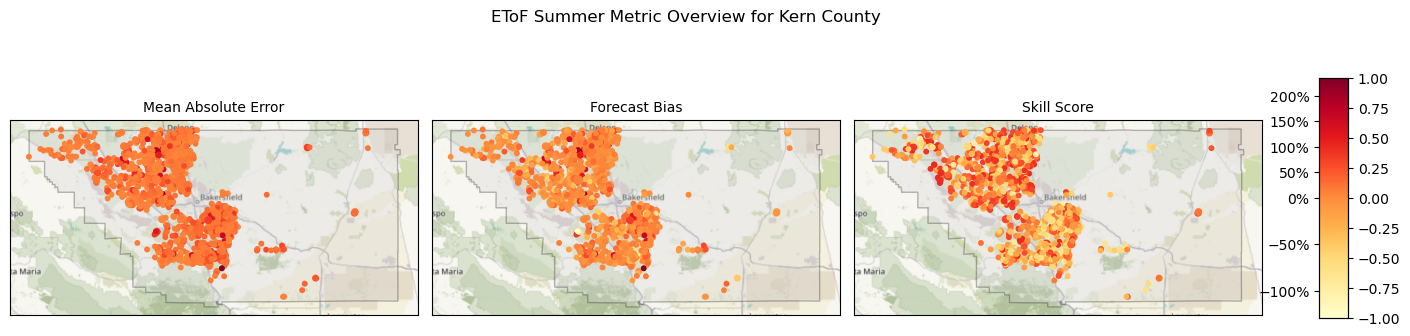 EToF Summer Metric Overview for Kern County
Mean Absolute Error
Forecast Bias
Skill Score
Delano
Bakersfield
spo
ta Maria
Delano
Bakersfield
spo
ta Maria
Delano
Bakersfield
spo
ta Maria
200%
150%
100%
50%
0%
−50%
−100%
1.00
0.75
0.50
0.25
0.00
−0.25
−0.50
−0.75
−1.00